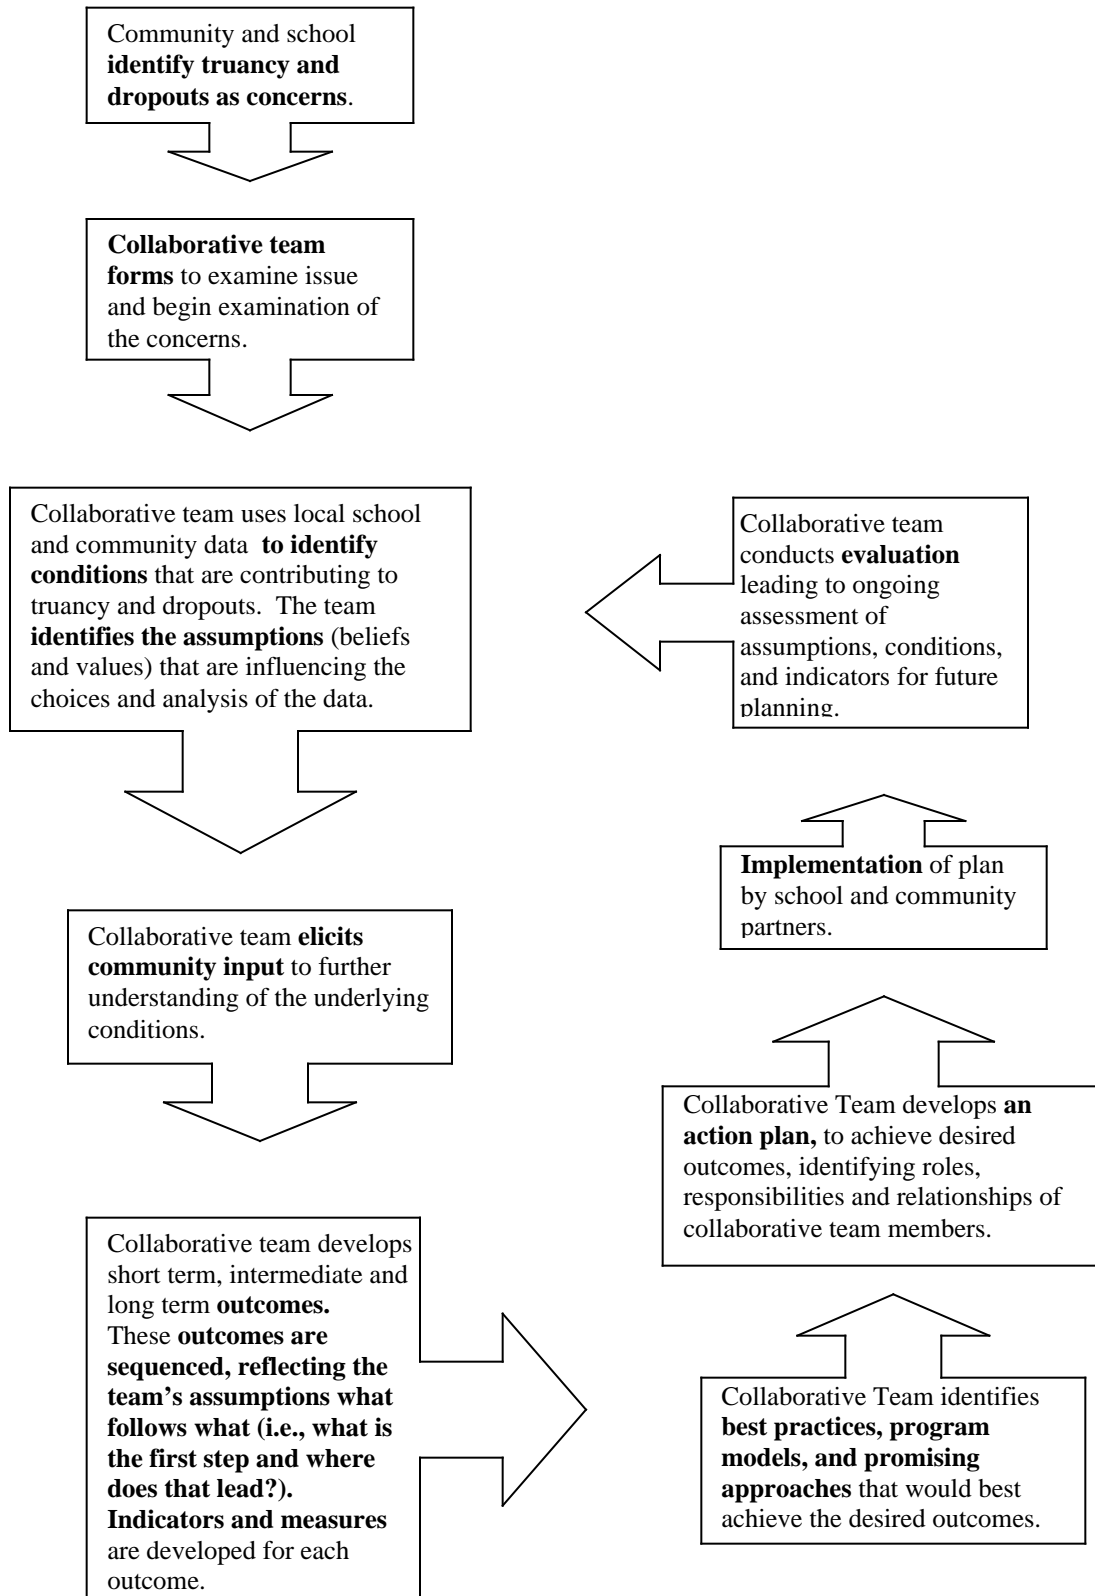 Community and school
identify truancy and
dropouts as concerns.
Collaborative team
forms to examine issue
and begin examination of
the concerns.
Collaborative team uses local school
and community data  to identify
conditions that are contributing to
truancy and dropouts.  The team
identifies the assumptions (beliefs
and values) that are influencing the
choices and analysis of the data.
Collaborative team elicits
community input to further
understanding of the underlying
conditions.
Collaborative team develops
short term, intermediate and
long term outcomes.
These outcomes are
sequenced, reflecting the
team’s assumptions what
follows what (i.e., what is
the first step and where
does that lead?).
Indicators and measures
are developed for each
outcome.
Collaborative Team identifies
best practices, program
models, and promising
approaches that would best
achieve the desired outcomes.
Collaborative Team develops an
action plan, to achieve desired
outcomes, identifying roles,
responsibilities and relationships of
collaborative team members.
Implementation of plan
by school and community
partners.
Collaborative team
conducts evaluation
leading to ongoing
assessment of
assumptions, conditions,
and indicators for future
planning.